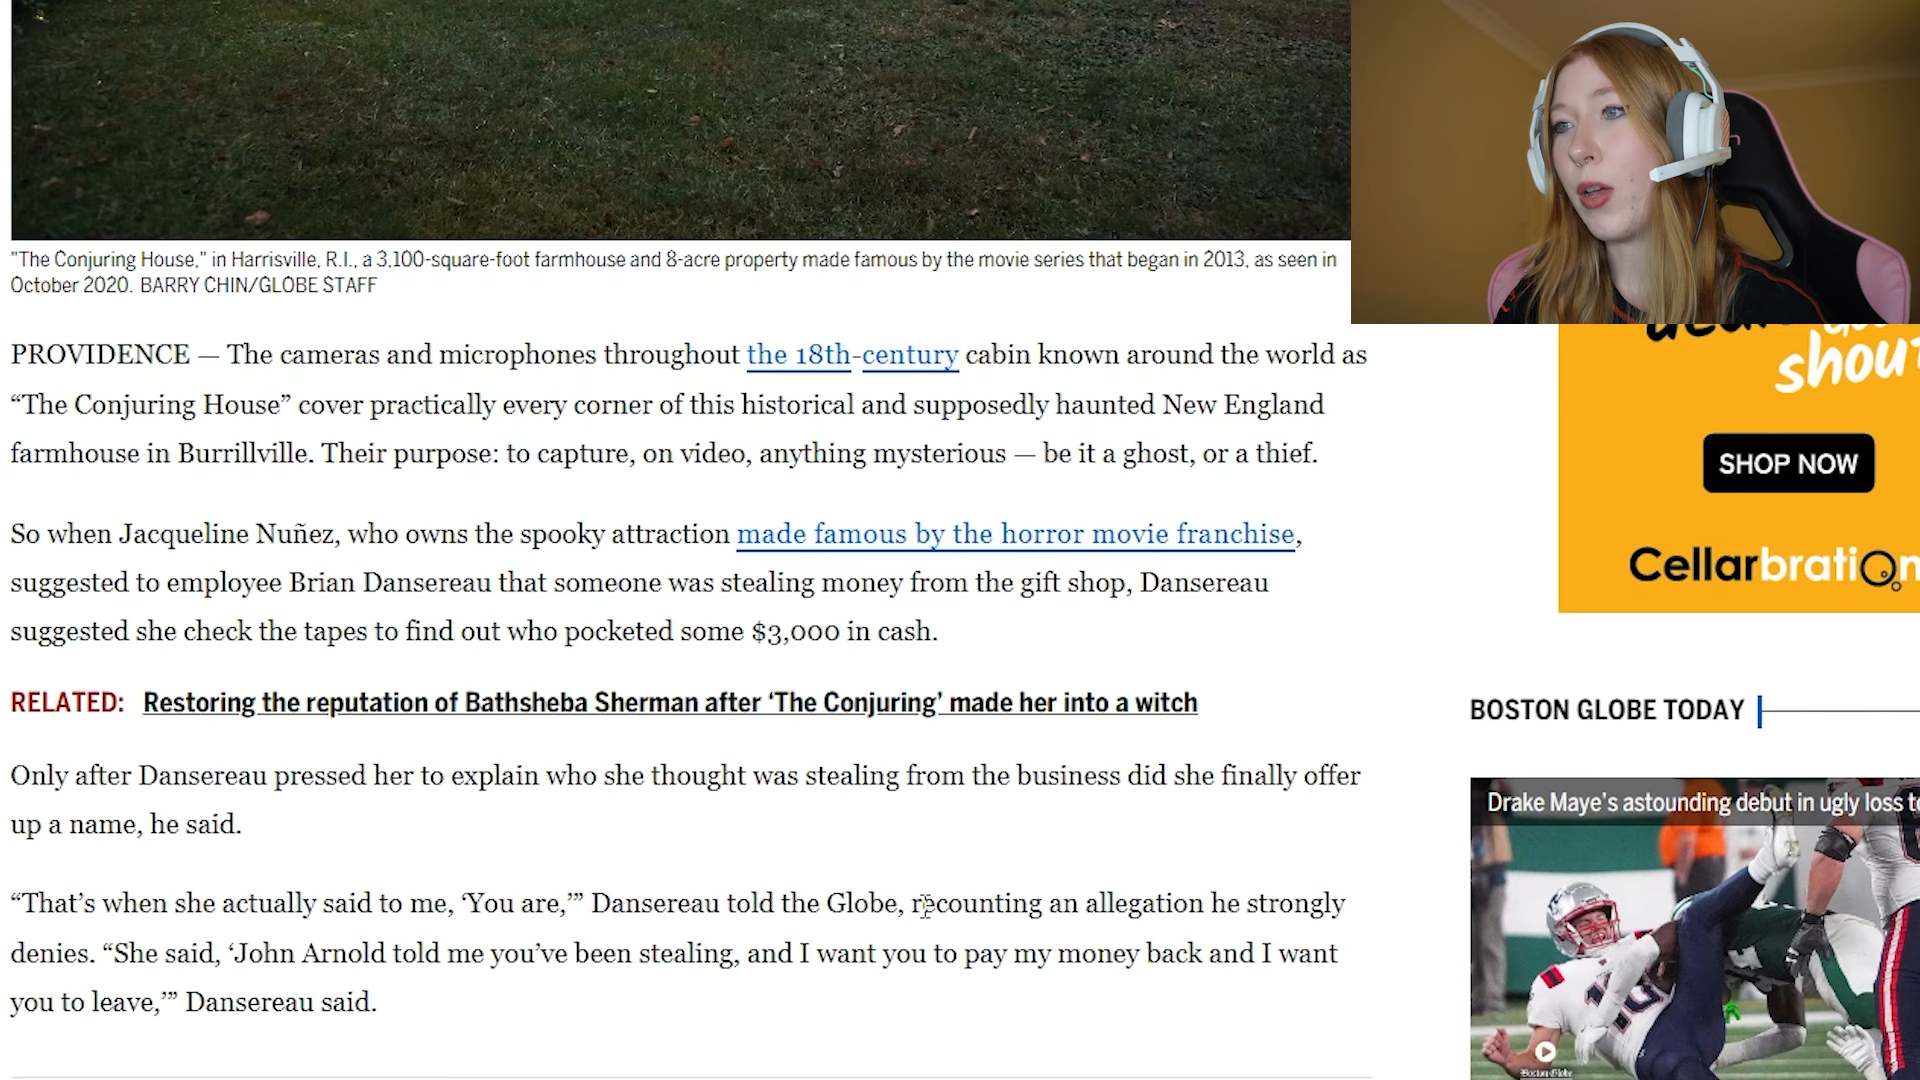 "The Conjuring House," in Harrisville, R.I., a 3,100-square-foot farmhouse and 8-acre property made famous by the movie series that began in 2013, as seen in
October 2020. BARRY CHIN/GLOBE STAFF
PROVIDENCE — The cameras and microphones throughout the 18th-century cabin known around the world as
“The Conjuring House” cover practically every corner of this historical and supposedly haunted New England
farmhouse in Burrillville. Their purpose: to capture, on video, anything mysterious — be it a ghost, or a thief.
So when Jacqueline Nuñez, who owns the spooky attraction made famous by the horror movie franchise,
suggested to employee Brian Dansereau that someone was stealing money from the gift shop, Dansereau
suggested she check the tapes to find out who pocketed some $3,000 in cash.
RELATED: Restoring the reputation of Bathsheba Sherman after ‘The Conjuring’ made her into a witch
Only after Dansereau pressed her to explain who she thought was stealing from the business did she finally offer
up a name, he said.
“That’s when she actually said to me, ‘You are,’” Dansereau told the Globe, recounting an allegation he strongly
denies. “She said, ‘John Arnold told me you’ve been stealing, and I want you to pay my money back and I want
you to leave,’” Dansereau said.
shou
SHOP NOW
Cellarbration
BOSTON GLOBE TODAY
Drake Maye's astounding debut in ugly loss to
Boston Globe